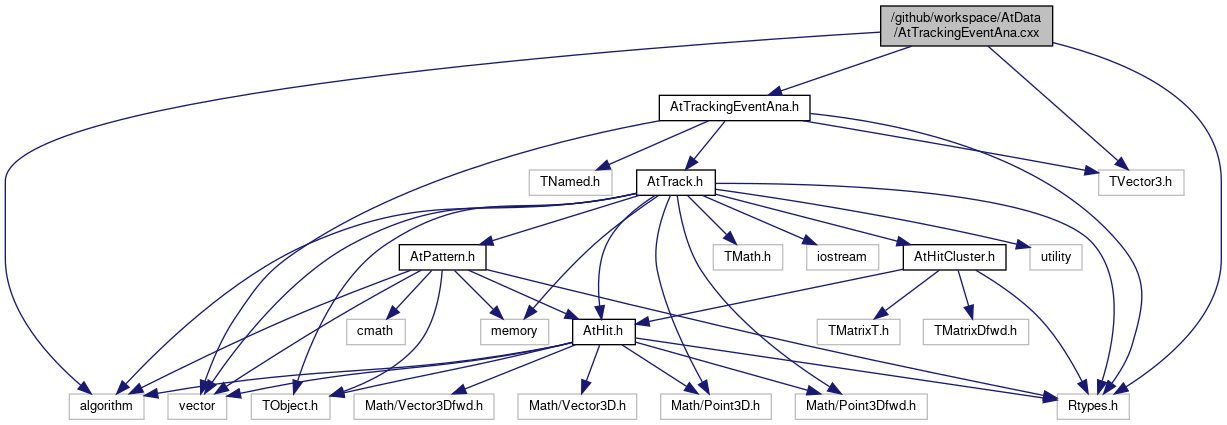 /github/workspace/AtData
/AtTrackingEventAna.cxx
AtTrackingEventAna.h
TNamed.h
AtTrack.h
TVector3.h
AtPattern.h
TMath.h
iostream
AtHitCluster.h
utility
cmath
memory
AtHit.h
TMatrixT.h
TMatrixDfwd.h
algorithm
vector
TObject.h
Math/Vector3Dfwd.h
Math/Vector3D.h
Math/Point3D.h
Math/Point3Dfwd.h
Rtypes.h